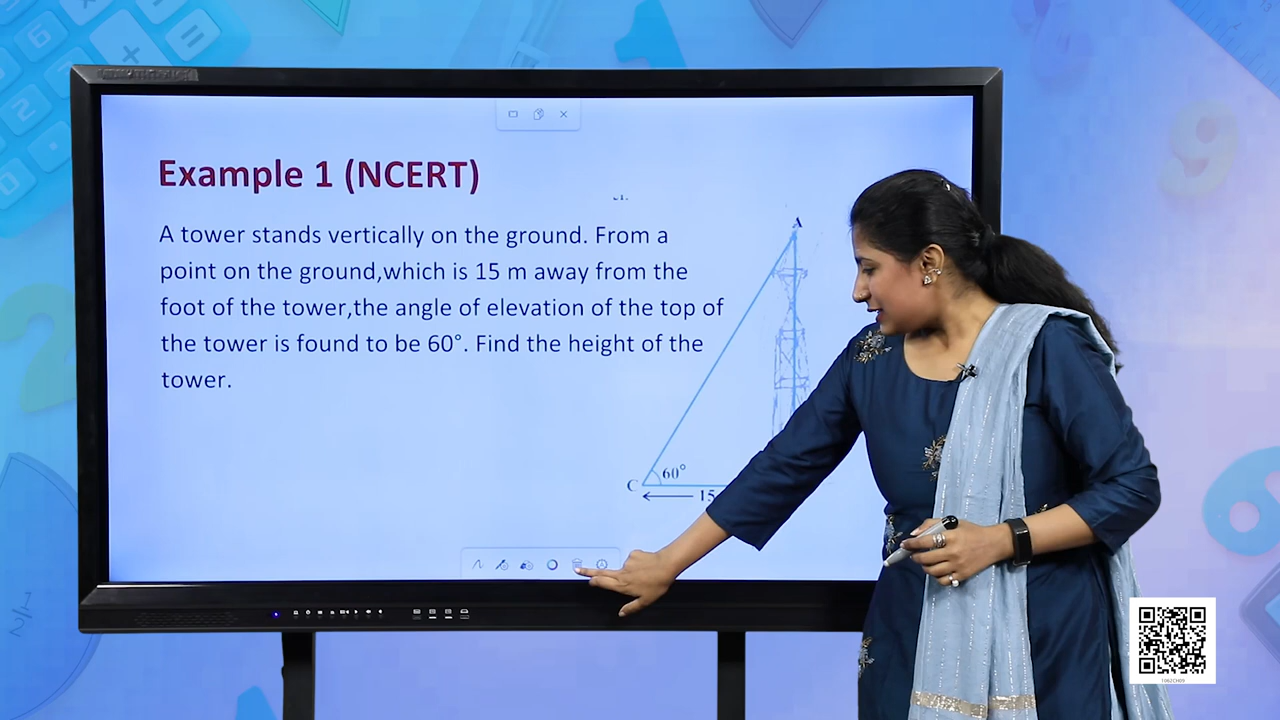 Example 1 (NCERT)
A tower stands vertically on the ground. From a
point on the ground,which is 15 m away from the
foot of the tower,the angle of elevation of the top of
the tower is found to be 60°. Find the height of the
tower.
A
60°
C
15
1062CH09